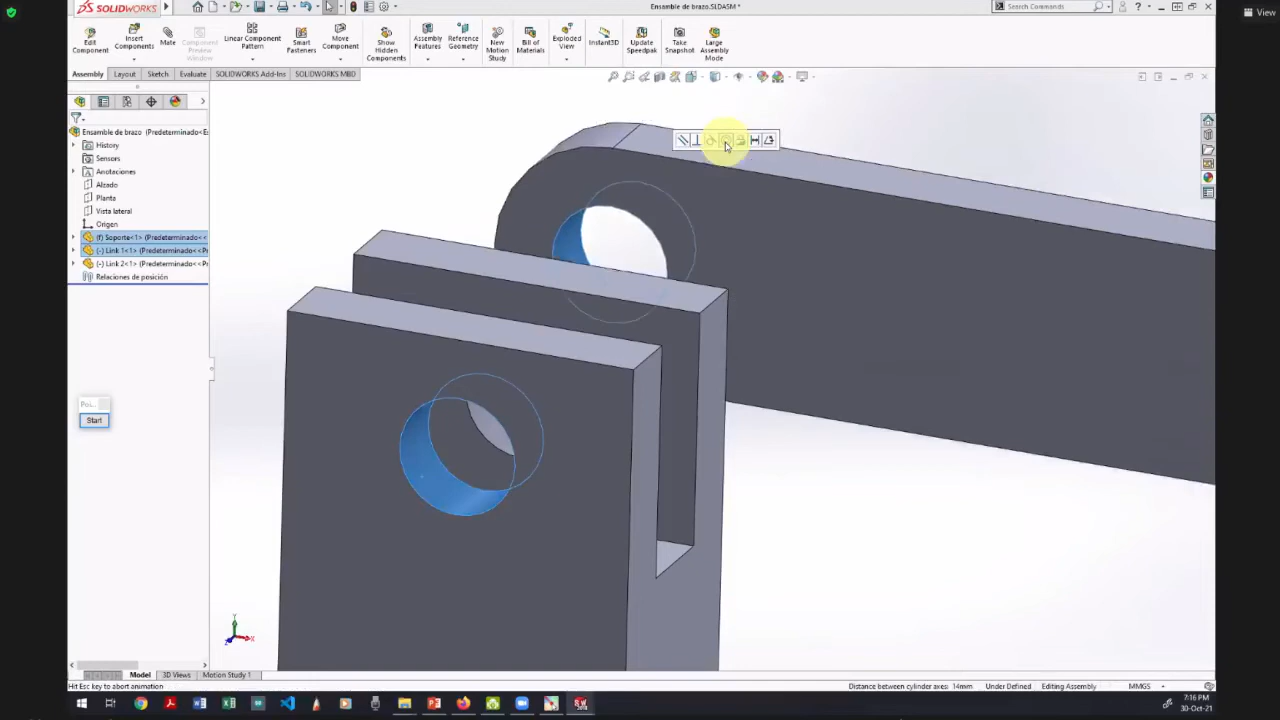 View
SOLIDWORKS
Ensamble de brazo.SLDASM *
Search Commands
Edit Component
Insert Components
Mate
Component Preview Window
Linear Component Pattern
Smart Fasteners
Move Component
Show Hidden Components
Assembly Features
Reference Geometry
New Motion Study
Bill of Materials
Exploded View
Instant3D
Update Speedpak
Take Snapshot
Large Assembly Mode
Assembly
Layout
Sketch
Evaluate
SOLIDWORKS Add-Ins
SOLIDWORKS MBD
Ensamble de brazo (Predeterminado<E
History
Sensors
Anotaciones
Alzado
Planta
Vista lateral
Origen
(f) Soporte<1> (Predeterminado<<
(-) Link 1<1> (Predeterminado<<P
(-) Link 2<1> (Predeterminado<<P
Relaciones de posición
Poi...
Start
Y
X
Z
Model
3D Views
Motion Study 1
Hit Esc key to abort animation
Distance between cylinder axes: 14mm
Under Defined
Editing Assembly
MMGS
7:16 PM
30-Oct-21